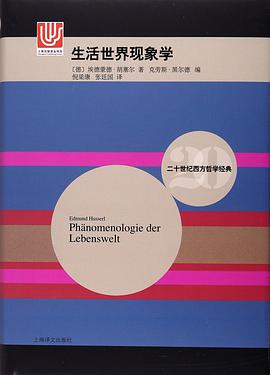 生活世界现象学
〔德〕埃德蒙德·胡塞尔 著 克劳斯·黑尔德 编
倪梁康 张廷国 译
20
二十世纪西方哲学经典
Edmund Husserl
Phänomenologie der
Lebenswelt
上海译文出版社